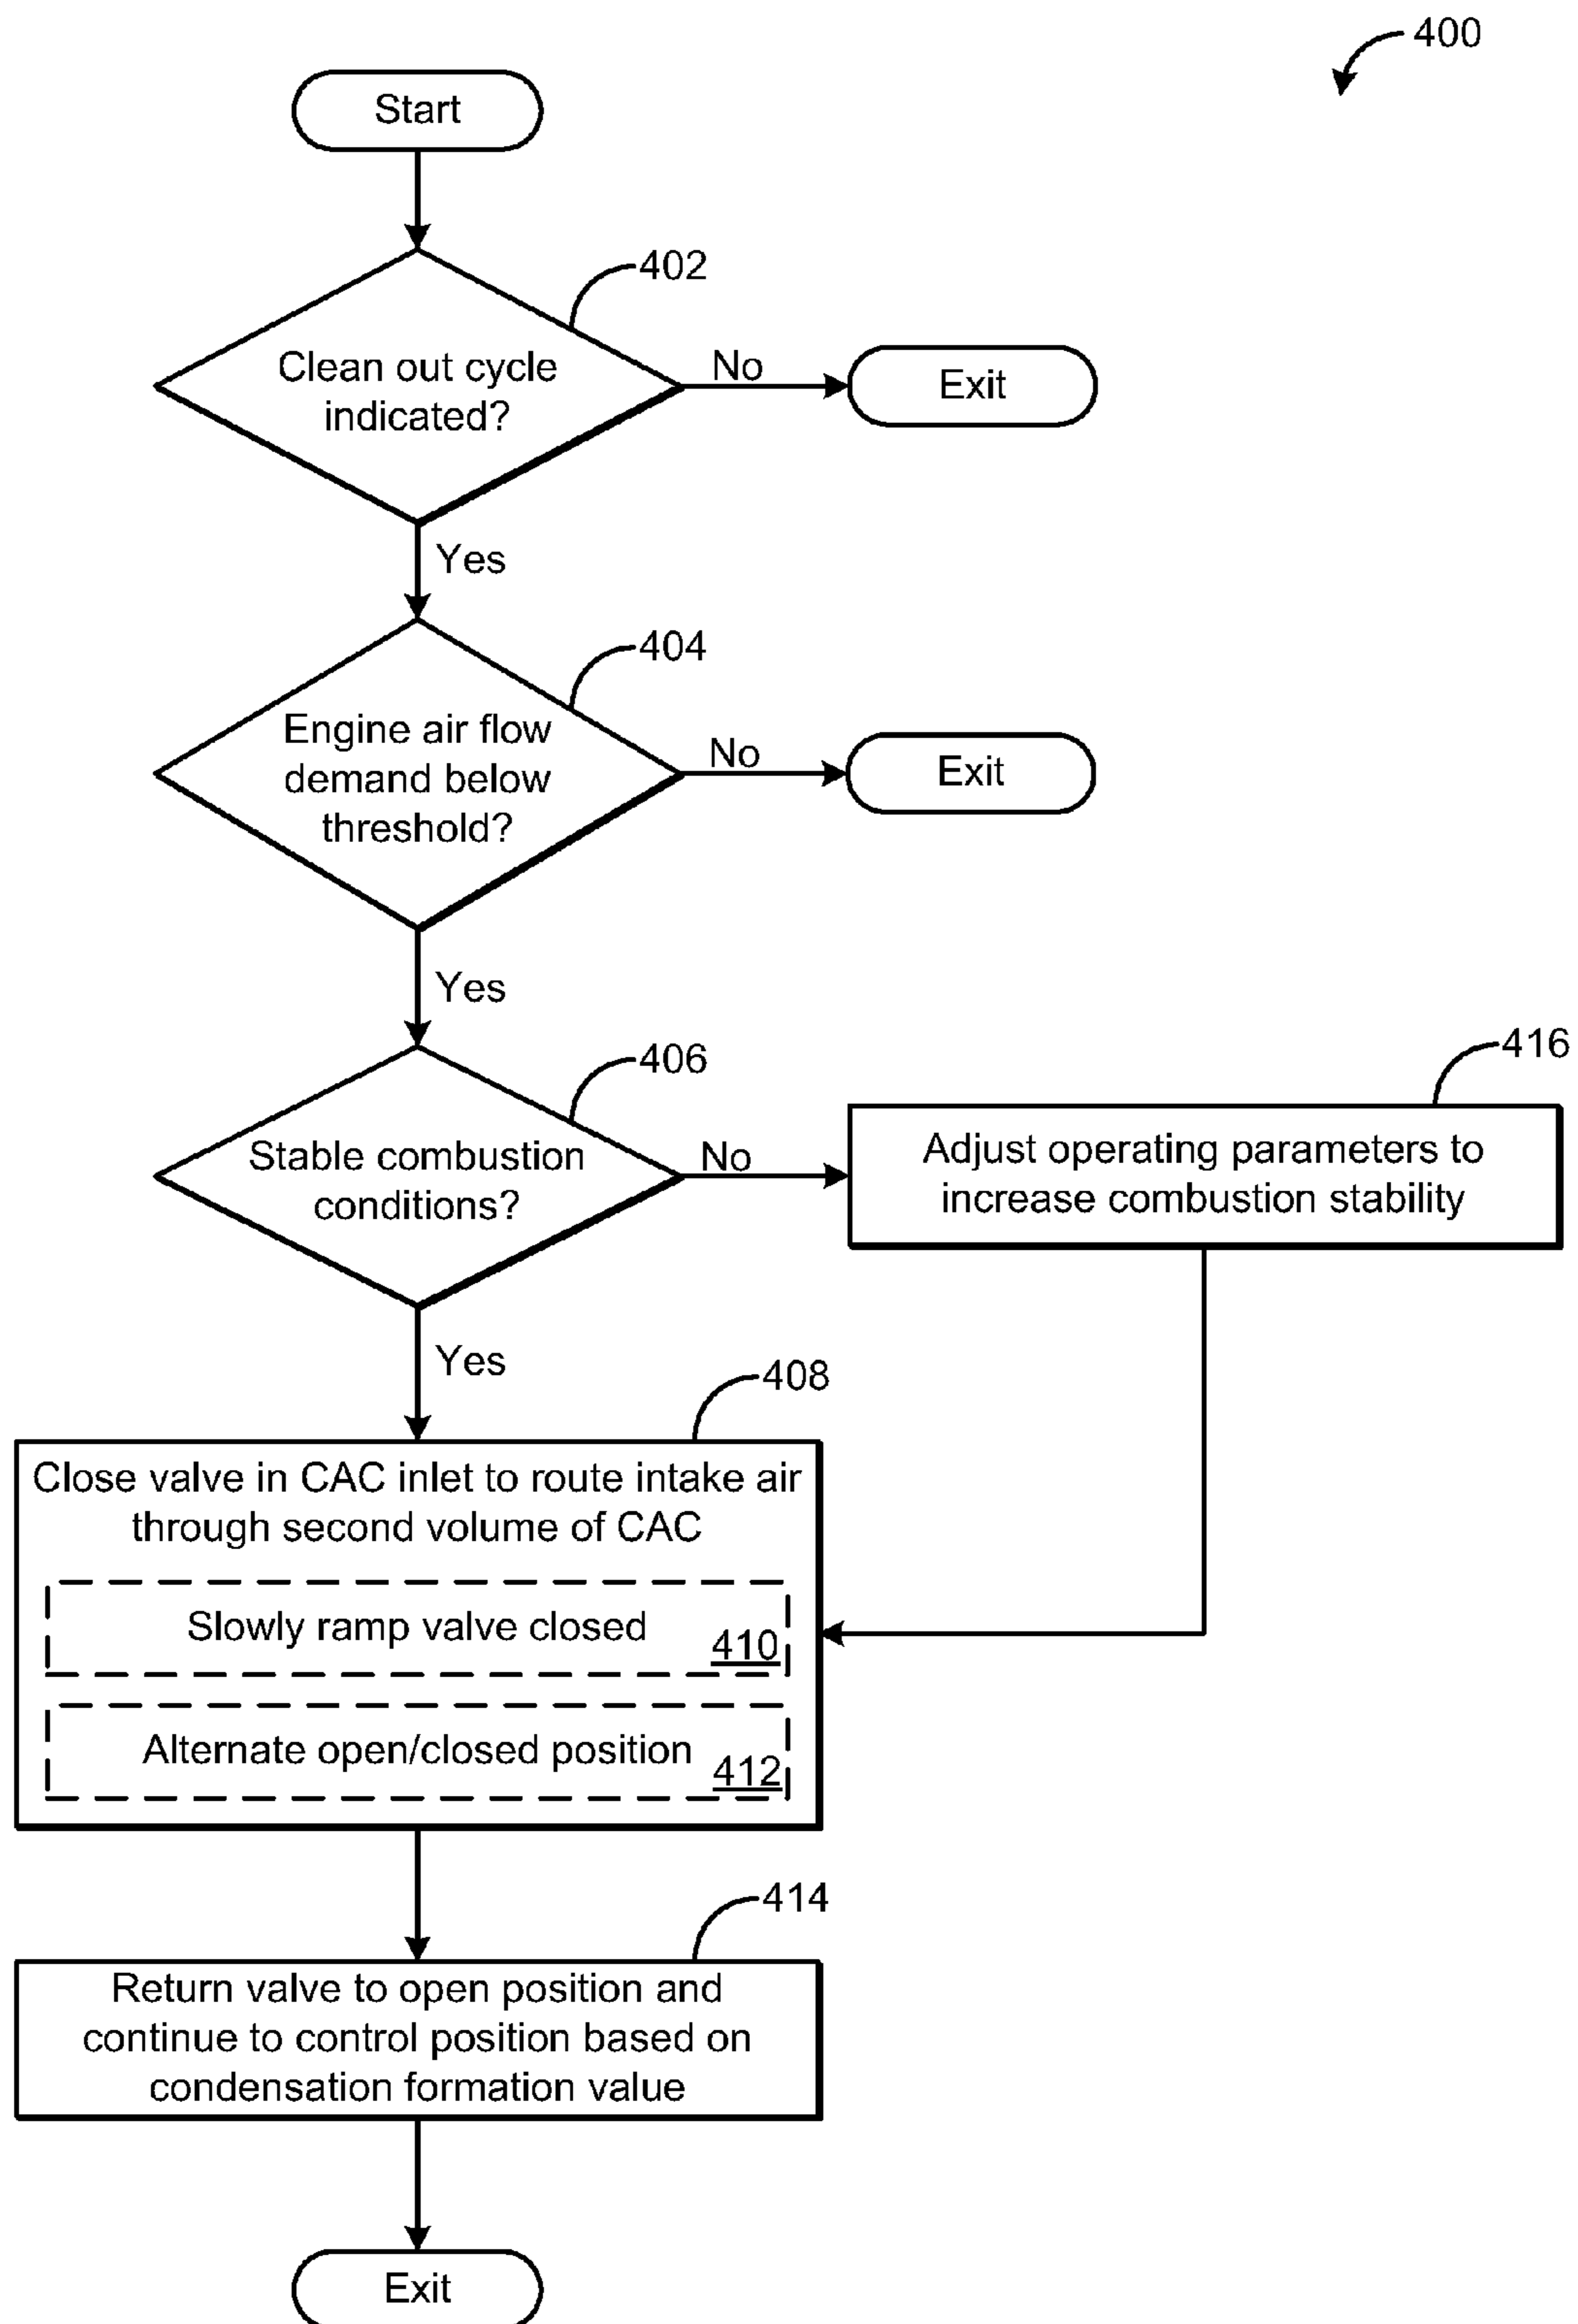 400
Start
402
Clean out cycle
indicated?
No
Exit
Yes
404
Engine air flow
demand below
threshold?
No
Exit
Yes
406
Stable combustion
conditions?
No
416
Adjust operating parameters to
increase combustion stability
Yes
408
Close valve in CAC inlet to route intake air
through second volume of CAC
Slowly ramp valve closed
410
Alternate open/closed position
412
414
Return valve to open position and
continue to control position based on
condensation formation value
Exit